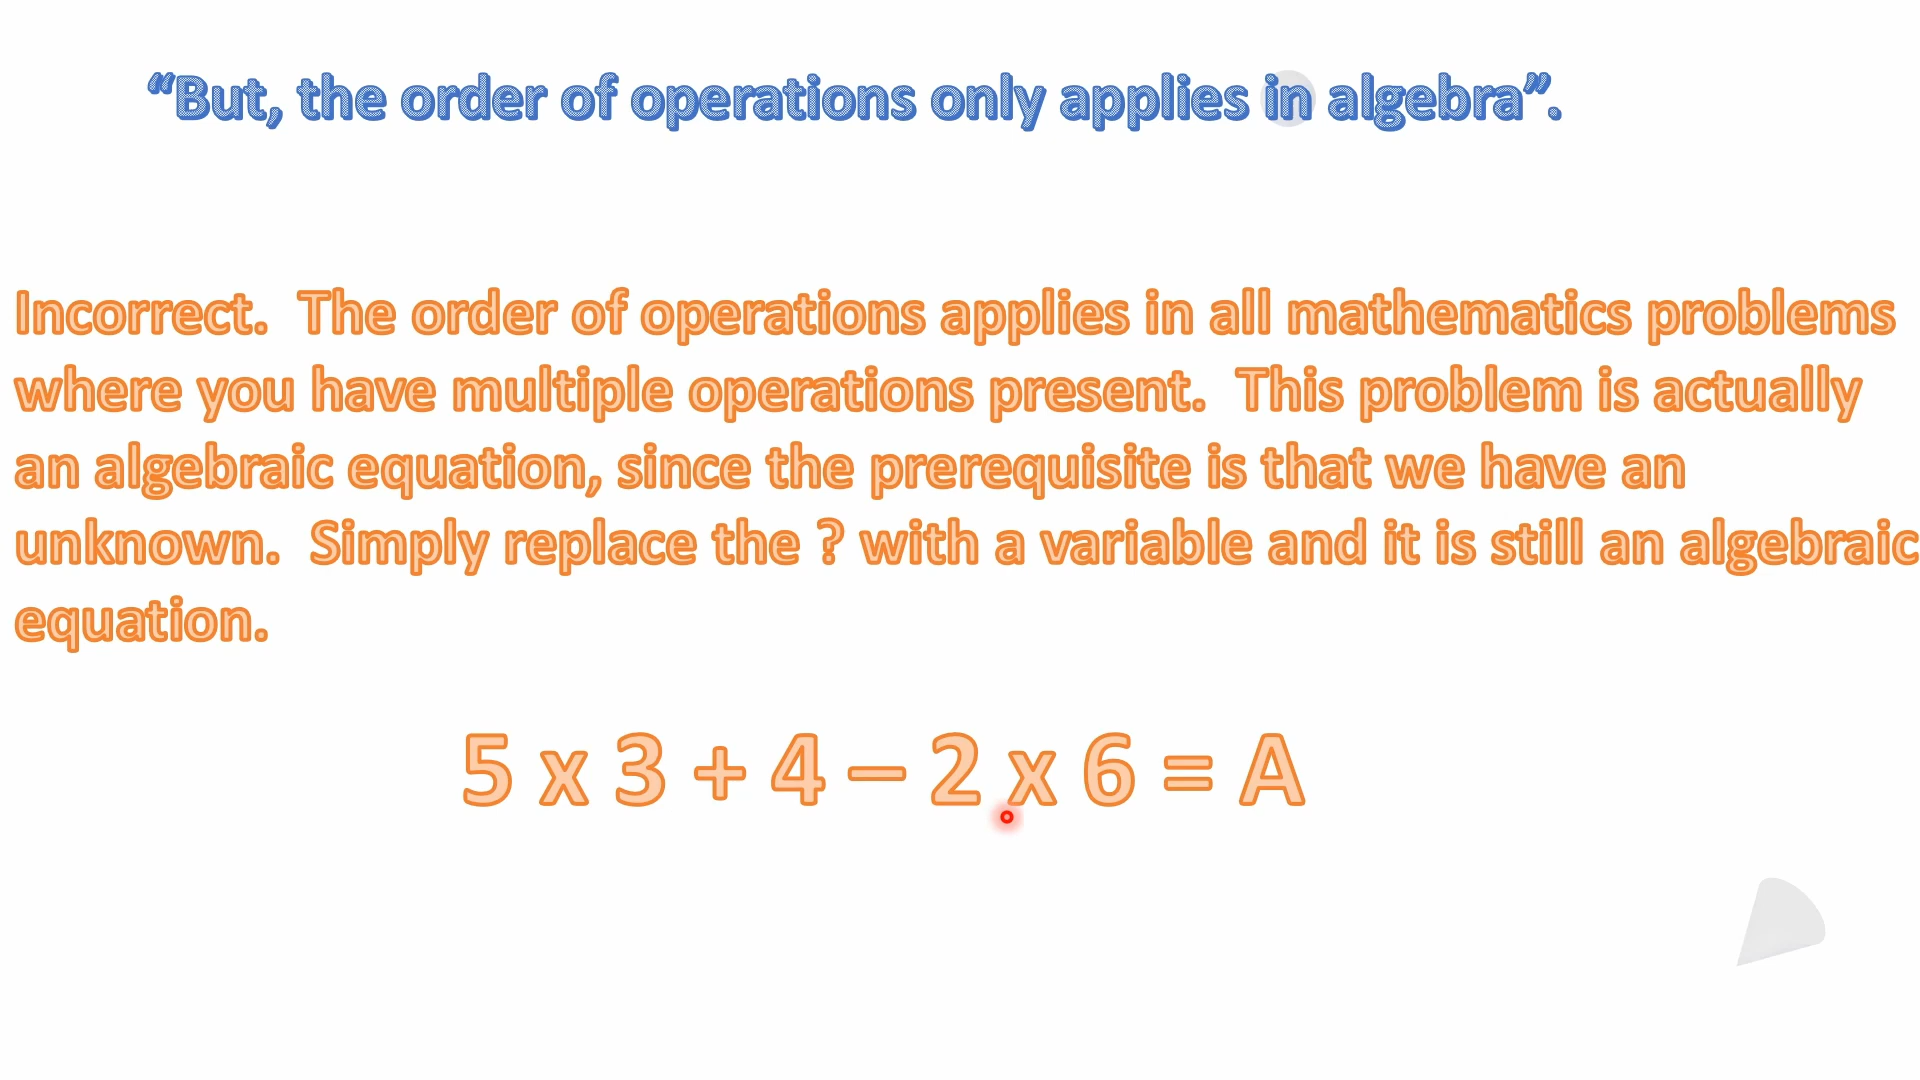 “But, the order of operations only applies in algebra”.
Incorrect.  The order of operations applies in all mathematics problems
where you have multiple operations present.  This problem is actually
an algebraic equation, since the prerequisite is that we have an
unknown.  Simply replace the ? with a variable and it is still an algebraic
equation.
5 x 3 + 4 – 2 x 6 = A